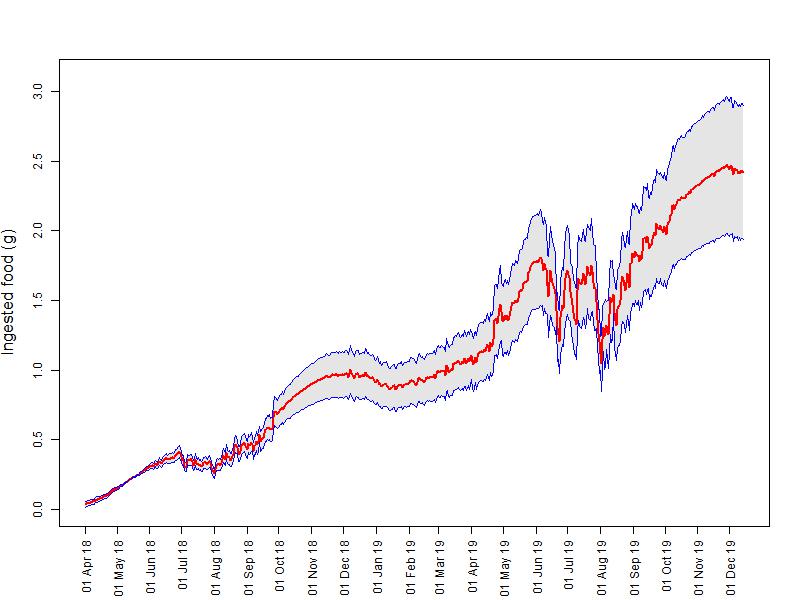 Ingested food (g)
3.0
2.5
2.0
1.5
1.0
0.5
0.0
01 Apr 18
01 May 18
01 Jun 18
01 Jul 18
01 Aug 18
01 Sep 18
01 Oct 18
01 Nov 18
01 Dec 18
01 Jan 19
01 Feb 19
01 Mar 19
01 Apr 19
01 May 19
01 Jun 19
01 Jul 19
01 Aug 19
01 Sep 19
01 Oct 19
01 Nov 19
01 Dec 19